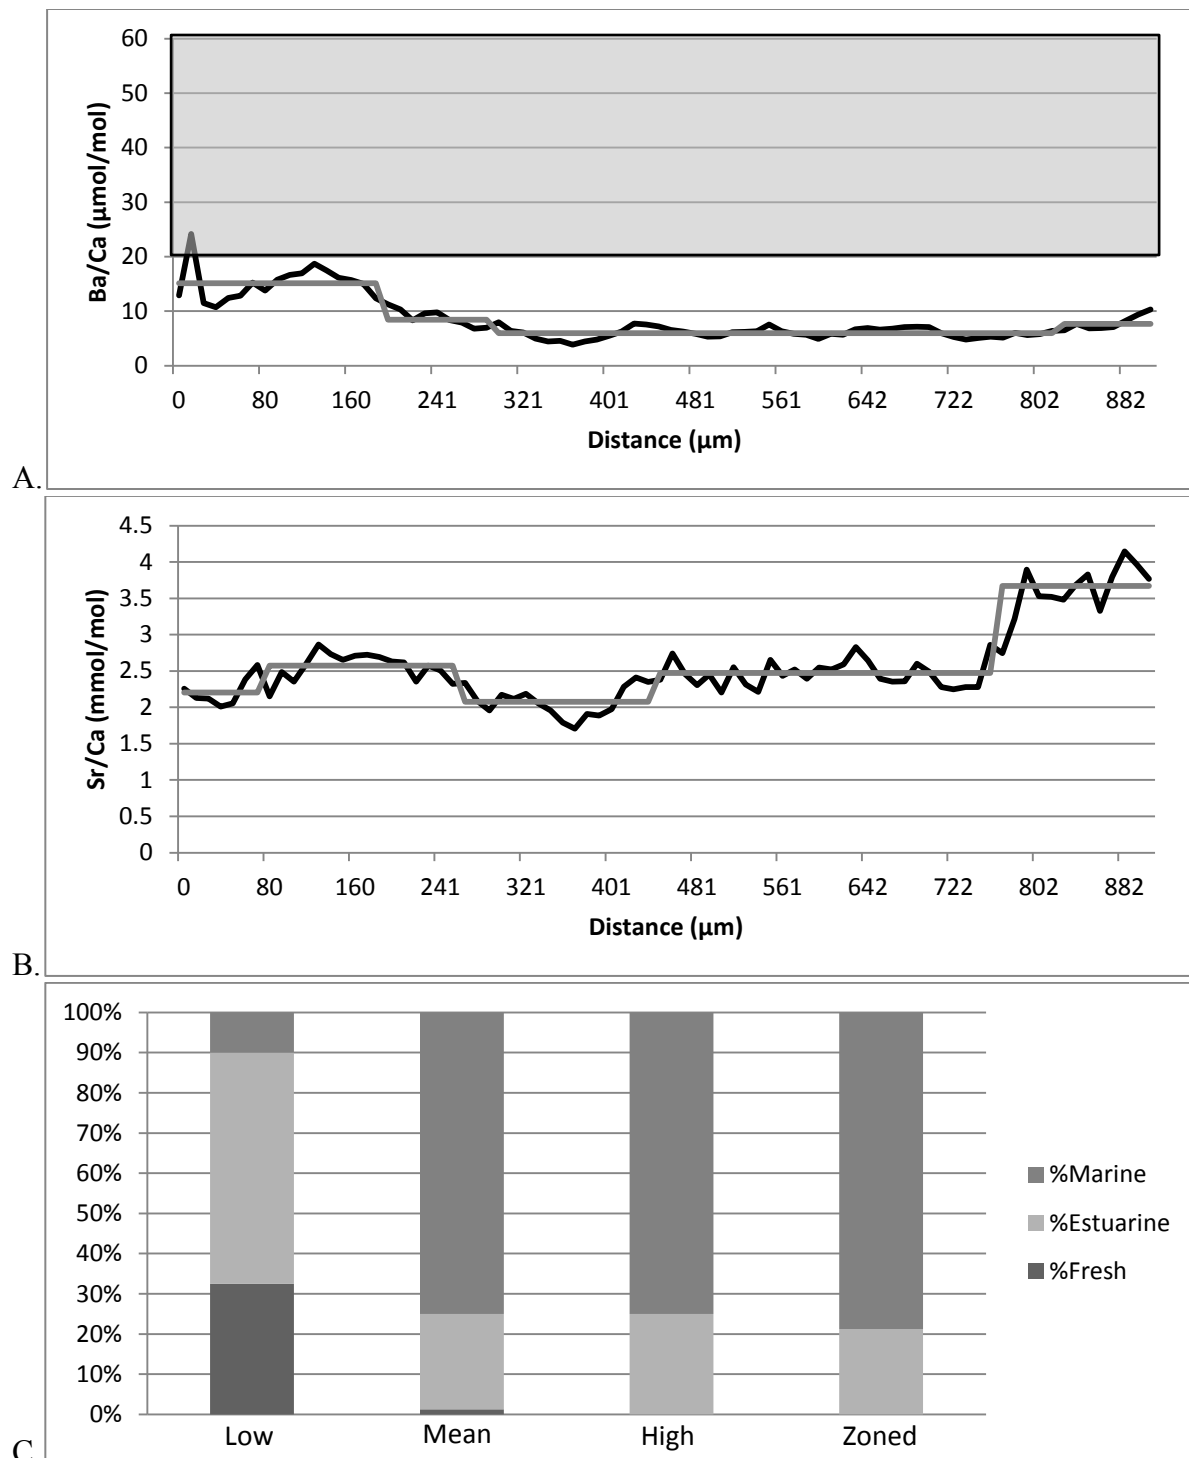 60
50
40
30
20
10
0
Ba/Ca (µmol/mol)
0 80 160 241 321 401 481 561 642 722 802 882
Distance (µm)
A.
4.5
4
3.5
3
2.5
2
1.5
1
0.5
0
Sr/Ca (mmol/mol)
0 80 160 241 321 401 481 561 642 722 802 882
Distance (µm)
B.
100%
90%
80%
70%
60%
50%
40%
30%
20%
10%
0%
Low Mean High Zoned
%Marine
%Estuarine
%Fresh
C